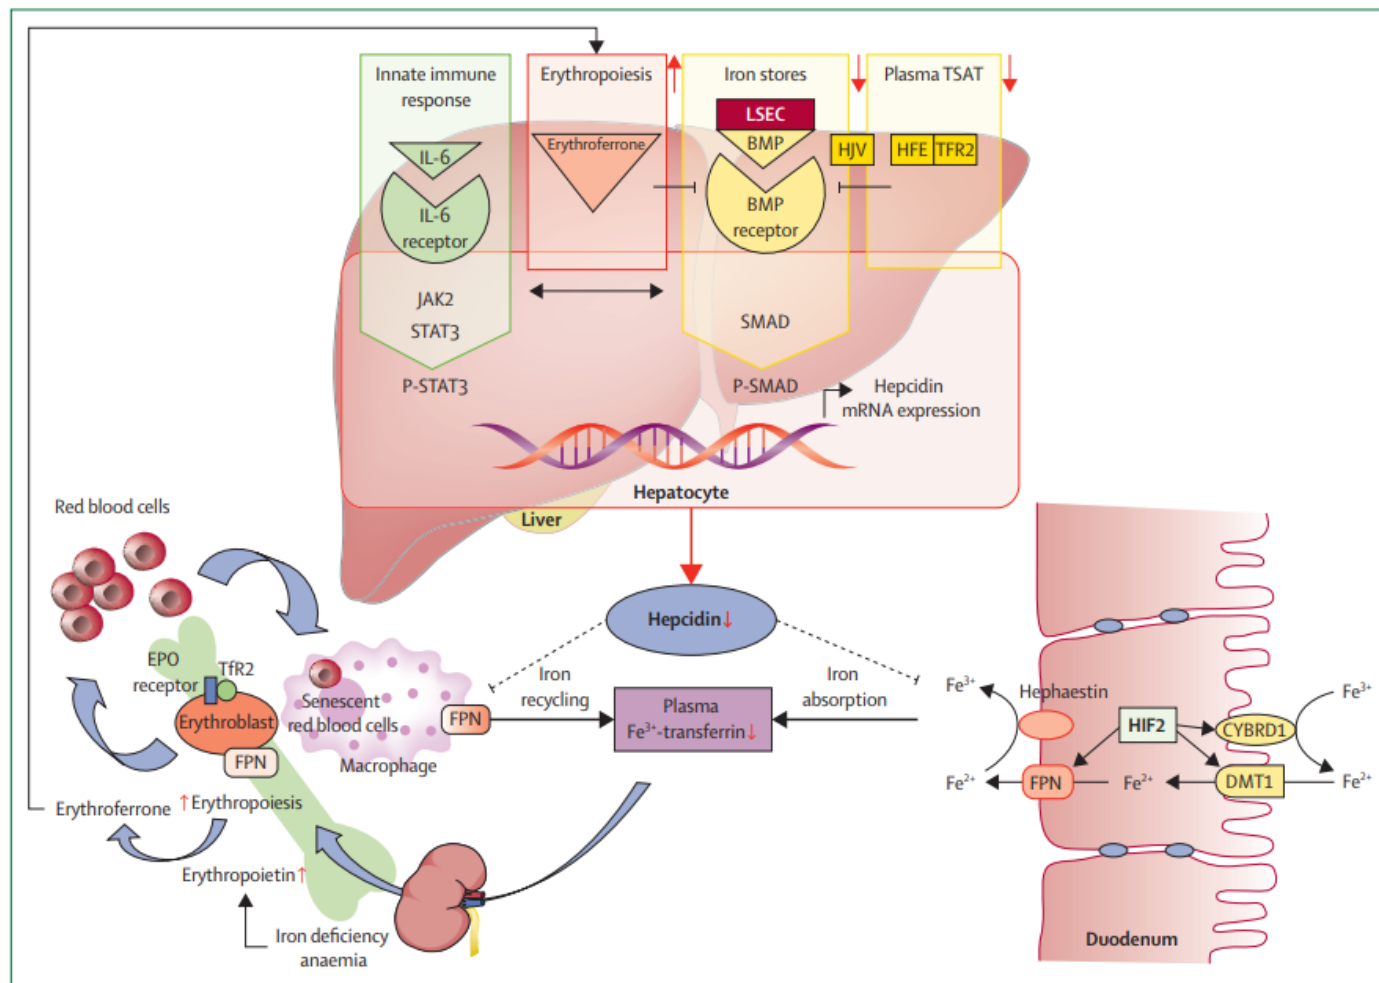 Innate immune
response
Erythropoiesis
Iron stores
Plasma TSAT
LSEC
BMP
HJV
HFE
TFR2
IL-6
Erythroferrone
IL-6
receptor
BMP
receptor
JAK2
STAT3
SMAD
P-STAT3
P-SMAD
Hepcidin
mRNA expression
Hepatocyte
Liver
Red blood cells
Hepcidin↓
EPO
receptor
TfR2
Erythroblast
FPN
Senescent
red blood cells
FPN
Macrophage
Iron
recycling
Plasma
Fe³⁺-transferrin↓
Iron
absorption
Fe³⁺
Hephaestin
HIF2
CYBRD1
Fe³⁺
Fe²⁺
FPN
Fe²⁺
DMT1
Fe²⁺
Erythroferrone
↑Erythropoiesis
Erythropoietin↑
Iron deficiency
anaemia
Duodenum